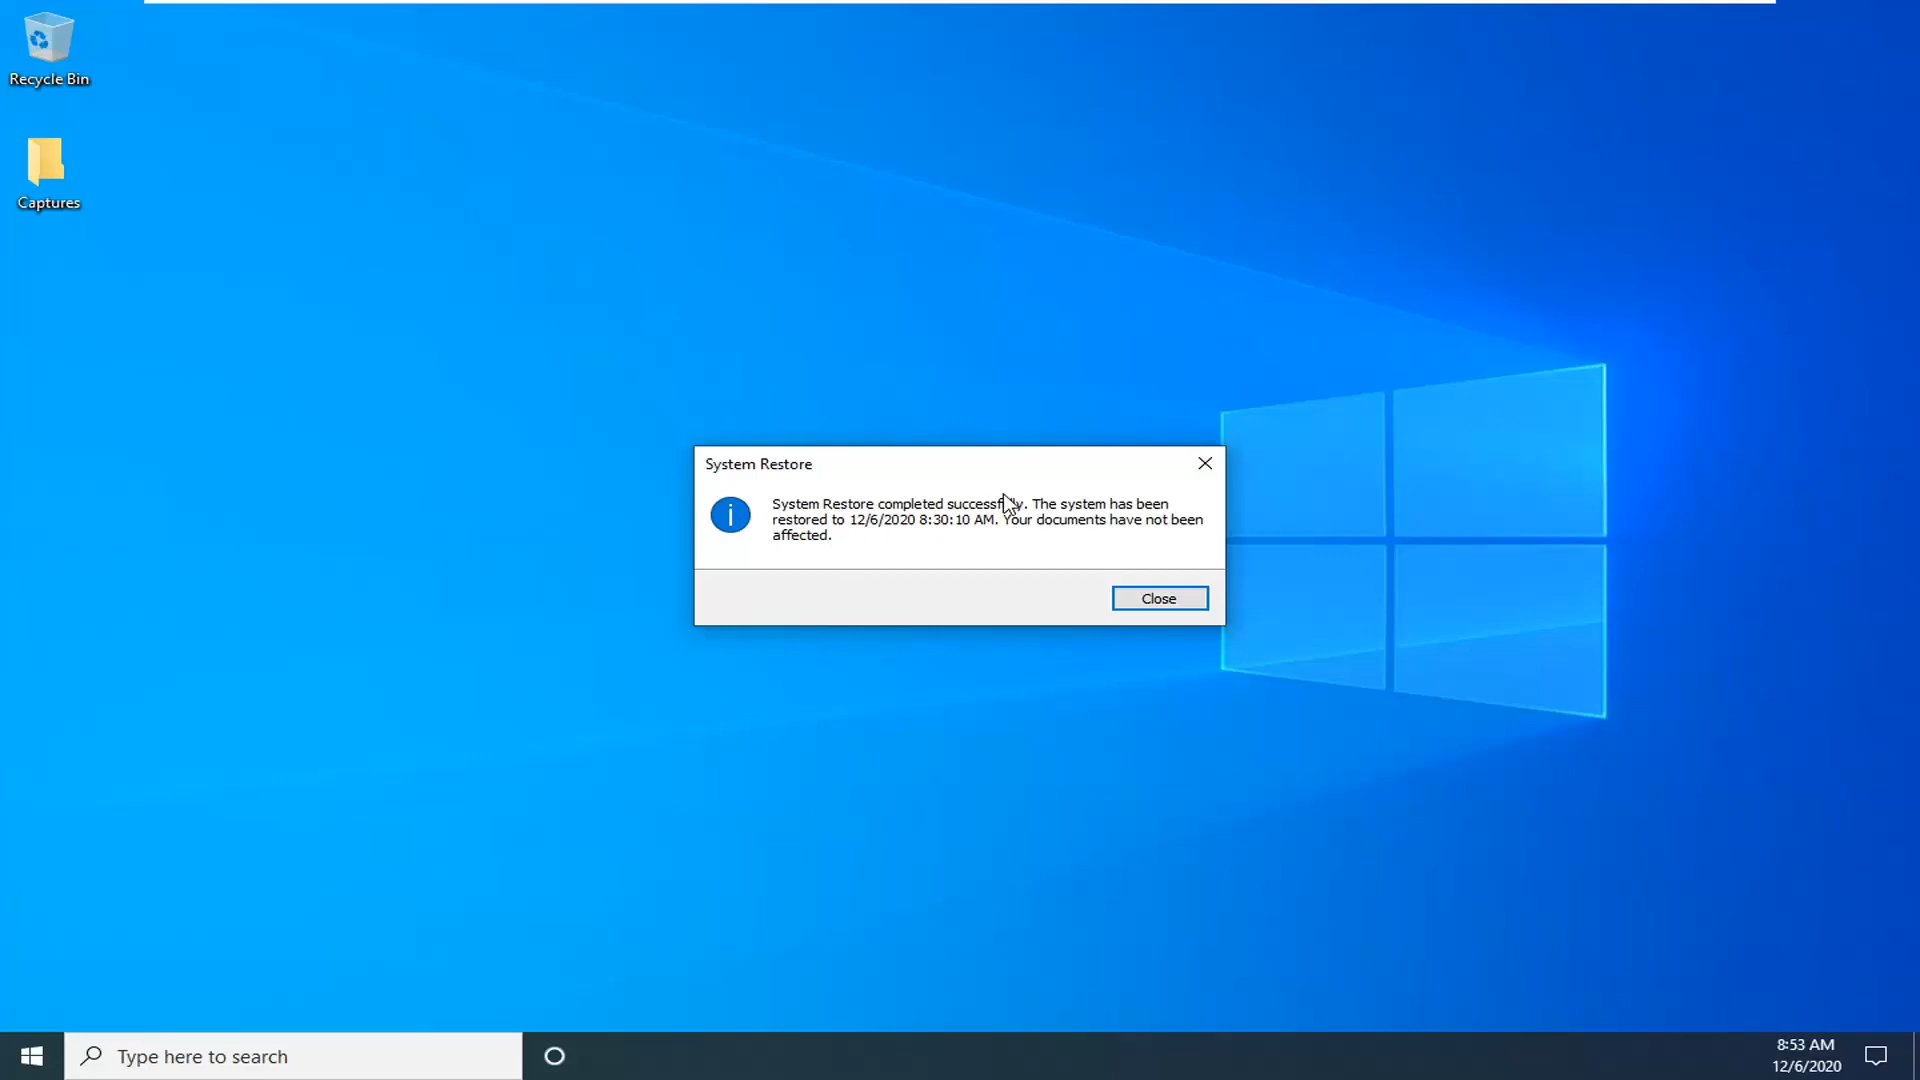 Recycle Bin
Captures
System Restore
System Restore completed successfully. The system has been
restored to 12/6/2020 8:30:10 AM. Your documents have not been
affected.
Close
Type here to search
8:53 AM
12/6/2020